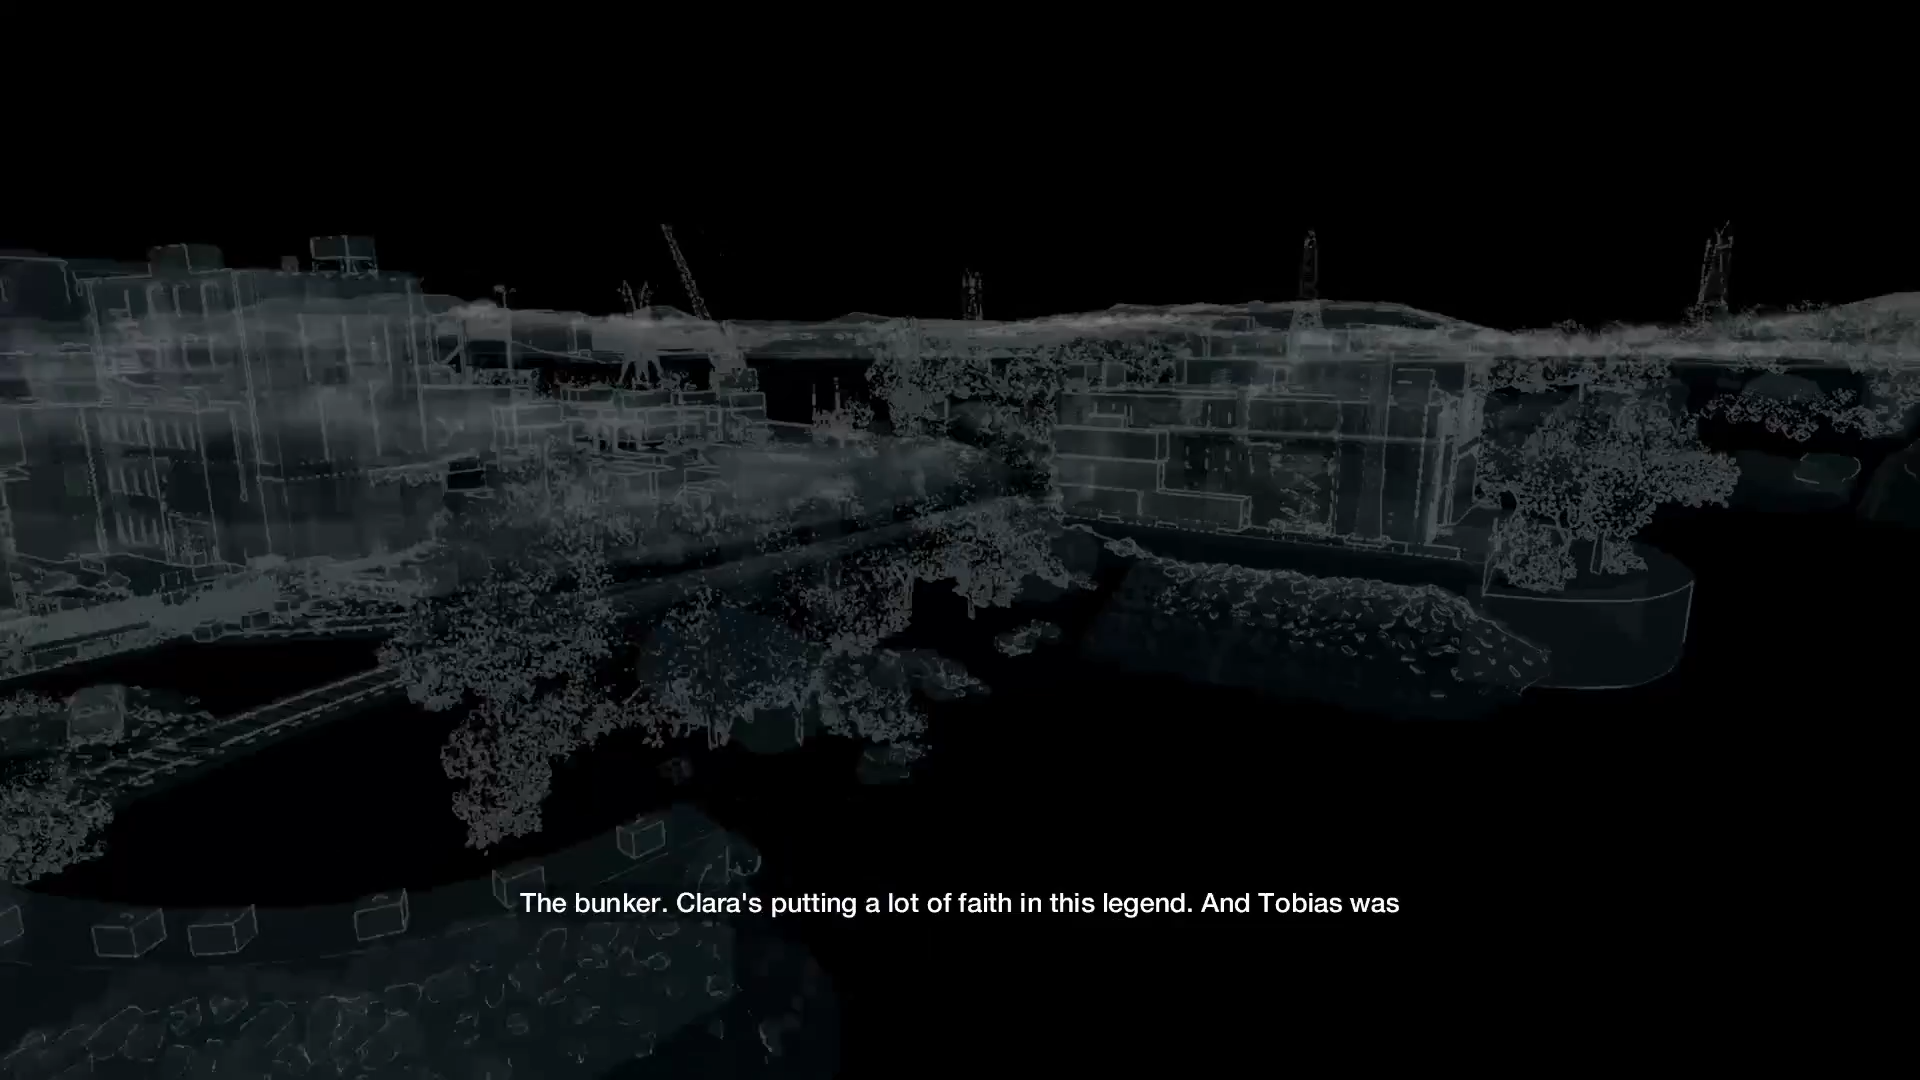 The bunker. Clara's putting a lot of faith in this legend. And Tobias was